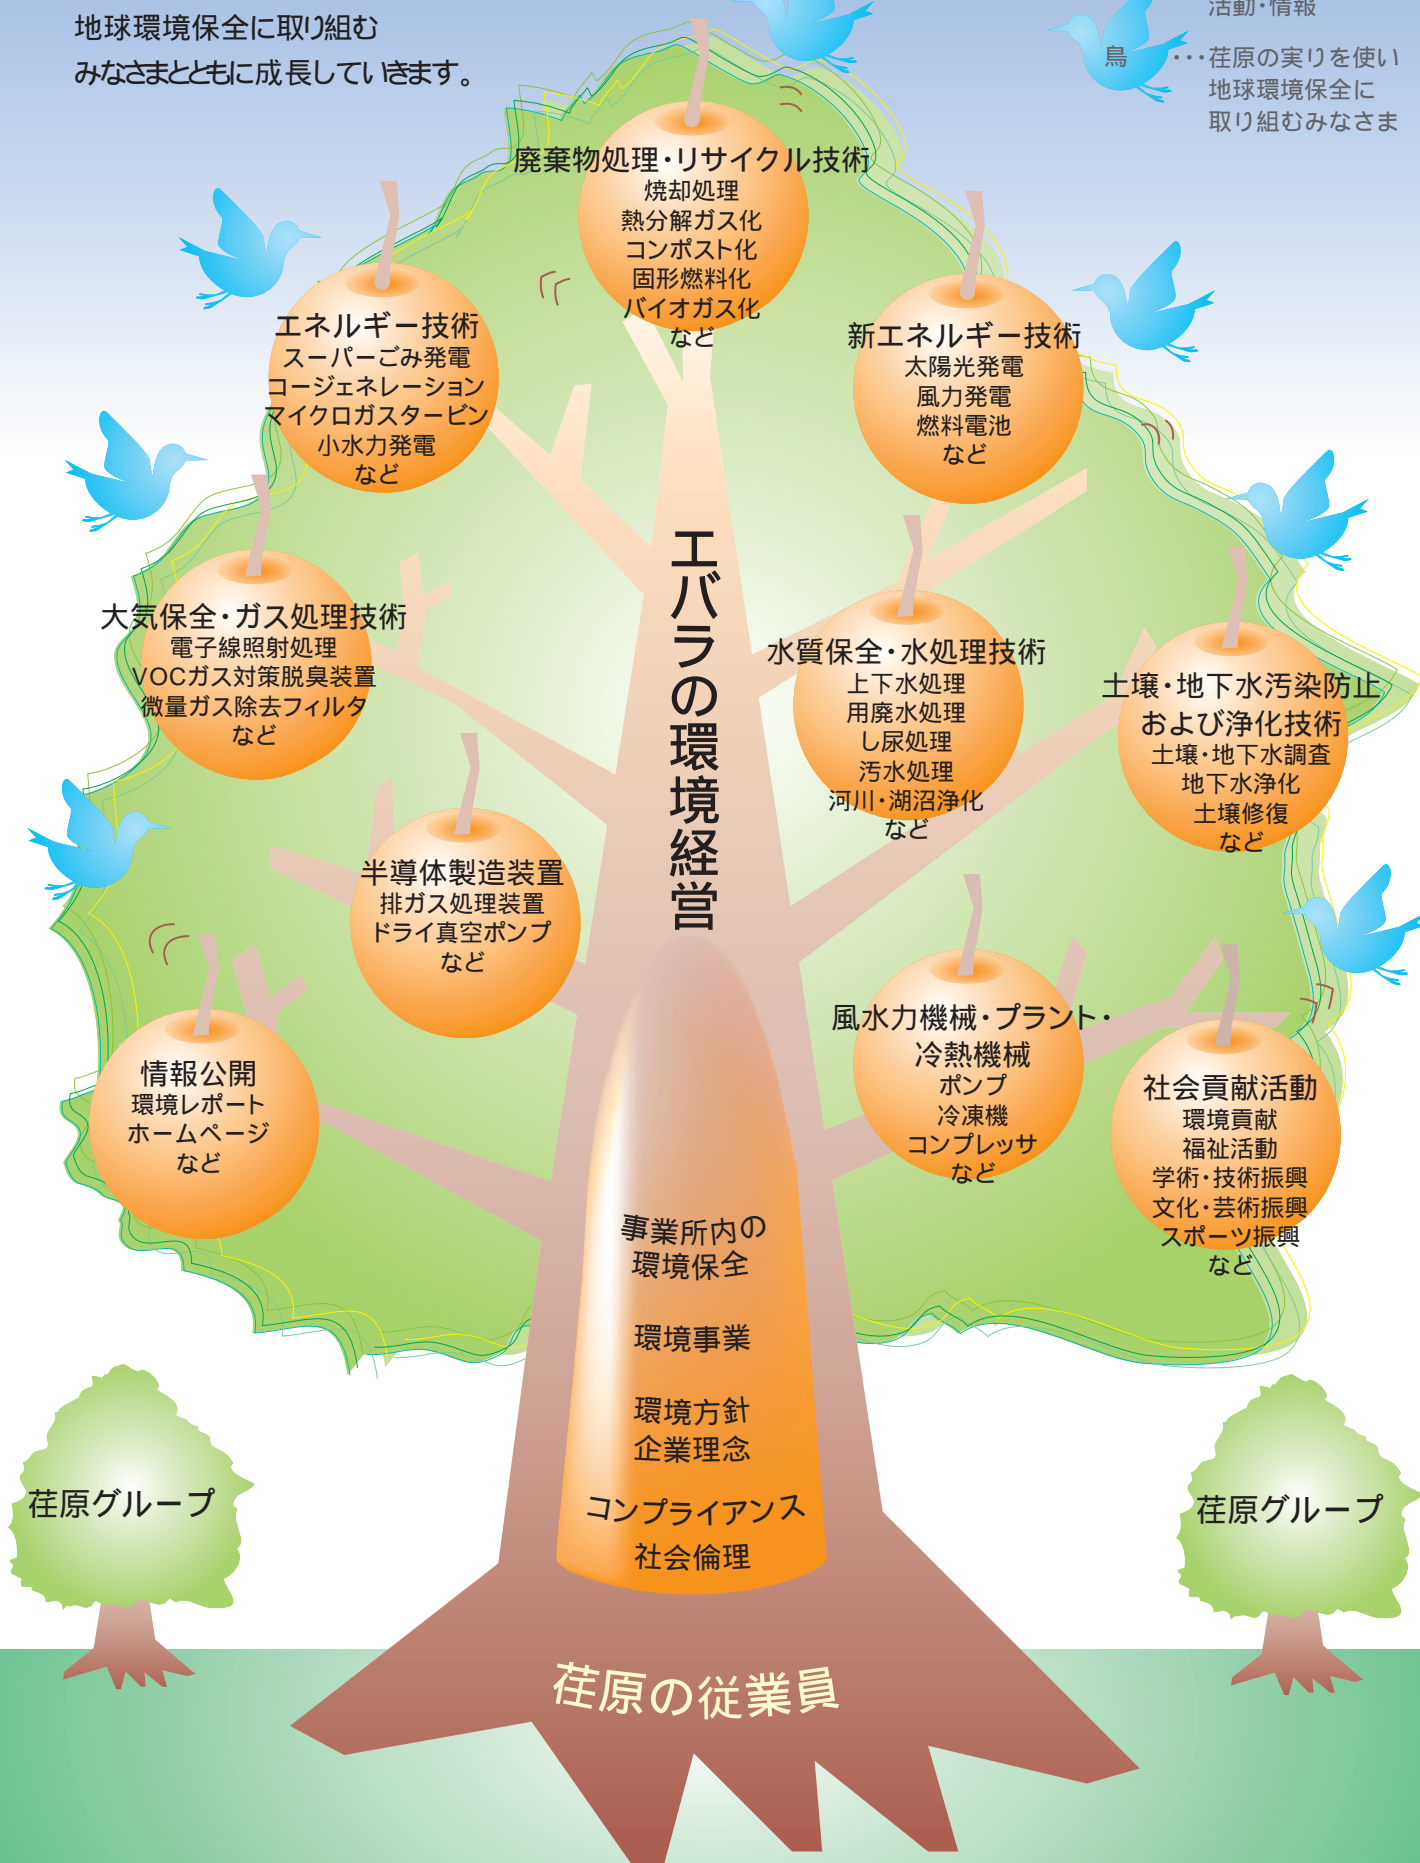 地球環境保全に取り組む
みなさまとともに成長していきます。
活動・情報
鳥 ・・・荏原の実りを使い
地球環境保全に
取り組むみなさま
廃棄物処理・リサイクル技術
焼却処理
熱分解ガス化
コンポスト化
固形燃料化
バイオガス化
など
エネルギー技術
スーパーごみ発電
コージェネレーション
マイクロガスタービン
小水力発電
など
新エネルギー技術
太陽光発電
風力発電
燃料電池
など
大気保全・ガス処理技術
電子線照射処理
VOCガス対策脱臭装置
微量ガス除去フィルタ
など
エバラの環境経営
水質保全・水処理技術
上下水処理
用廃水処理
し尿処理
汚水処理
河川・湖沼浄化
など
土壌・地下水汚染防止
および浄化技術
土壌・地下水調査
地下水浄化
土壌修復
など
半導体製造装置
排ガス処理装置
ドライ真空ポンプ
など
風水力機械・プラント・
冷熱機械
ポンプ
冷凍機
コンプレッサ
など
情報公開
環境レポート
ホームページ
など
社会貢献活動
環境貢献
福祉活動
学術・技術振興
文化・芸術振興
スポーツ振興
など
事業所内の
環境保全
環境事業
環境方針
企業理念
コンプライアンス
社会倫理
荏原グループ
荏原グループ
荏原の従業員